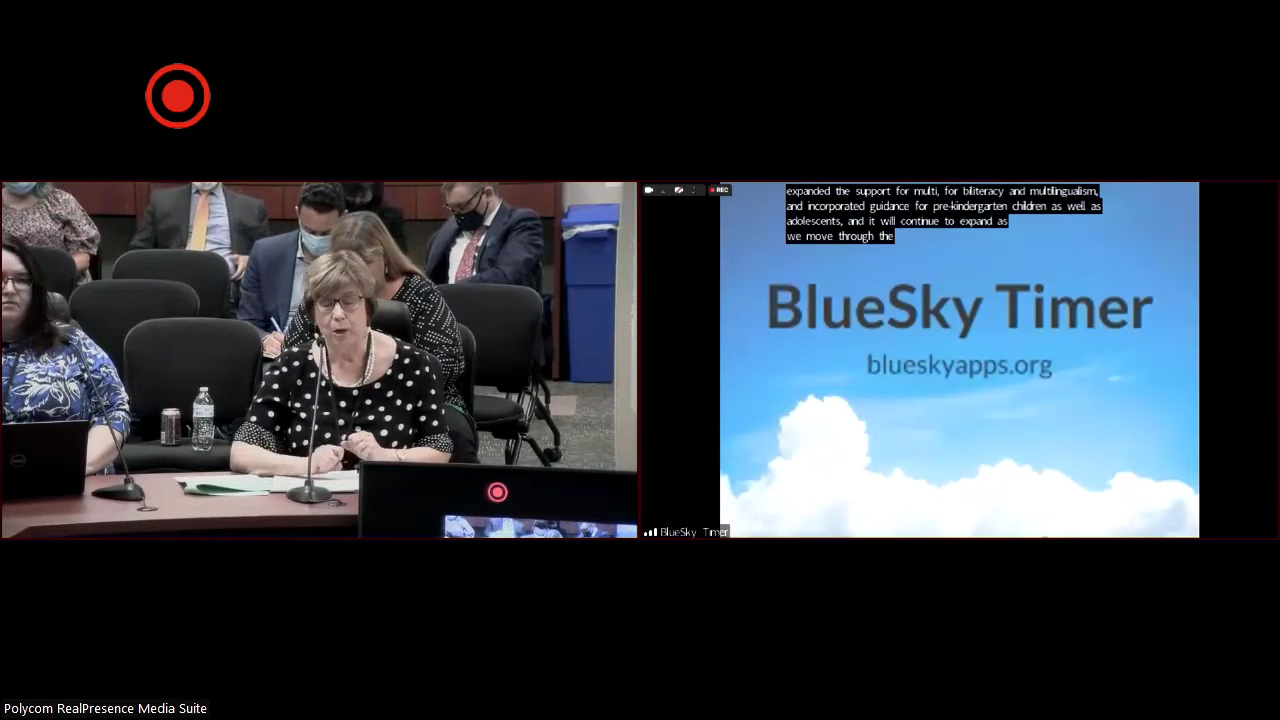 REC
expanded the support for multi, for biliteracy and multilingualism,
and incorporated guidance for pre-kindergarten children as well as
adolescents, and it will continue to expand as
we move through the
BlueSky Timer
blueskyapps.org
BlueSky Timer
Polycom RealPresence Media Suite